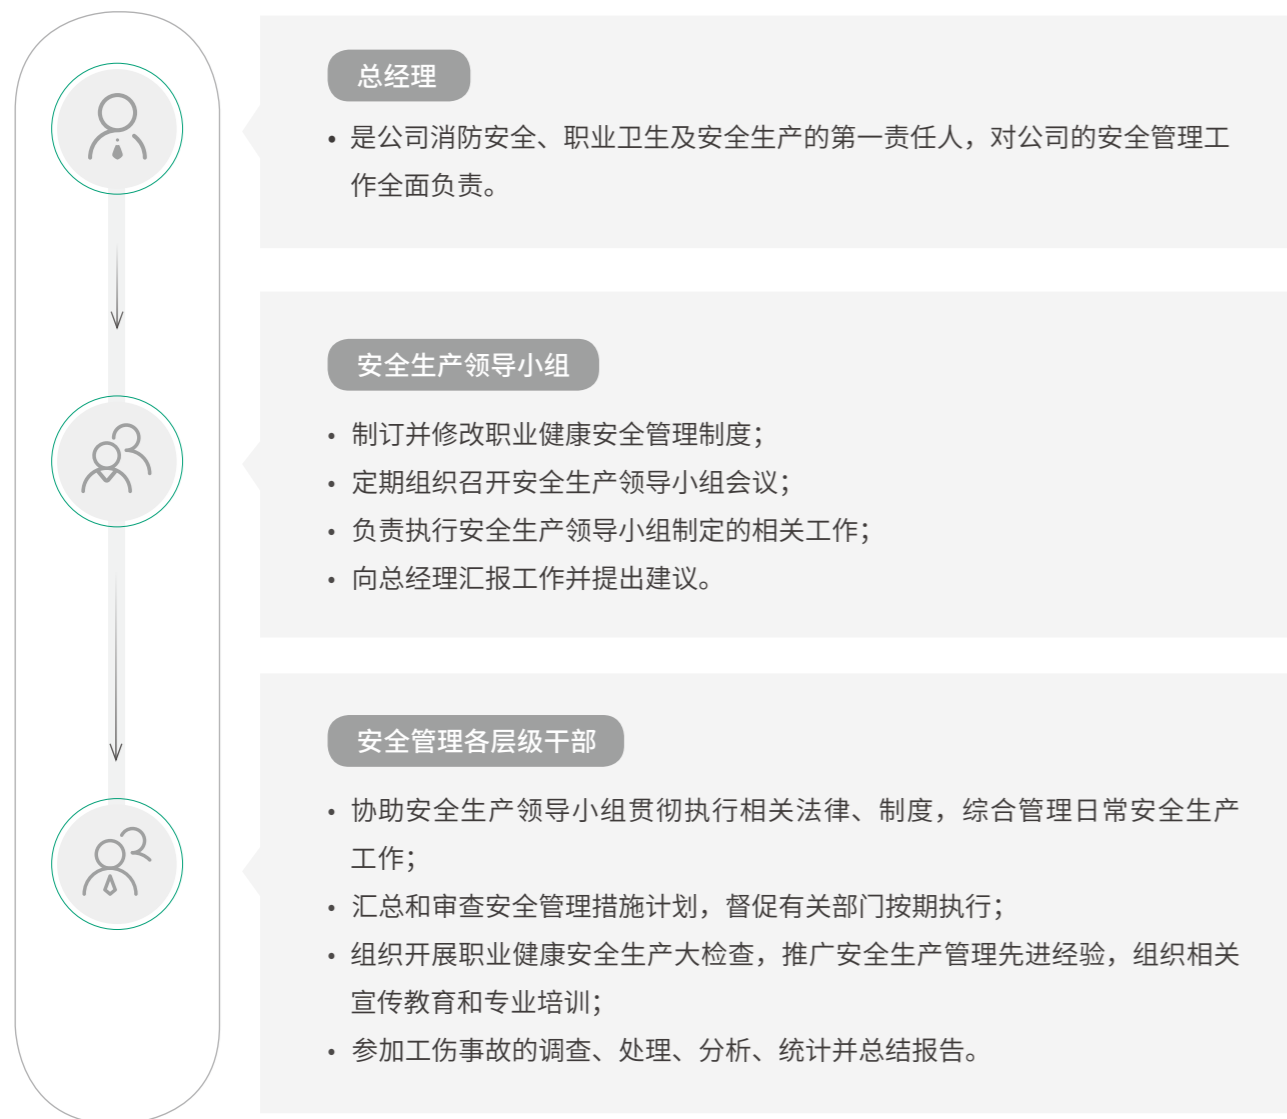 总经理
• 是公司消防安全、职业卫生及安全生产的第一责任人，对公司的安全管理工
作全面负责。
安全生产领导小组
• 制订并修改职业健康安全管理制度；
• 定期组织召开安全生产领导小组会议；
• 负责执行安全生产领导小组制定的相关工作；
• 向总经理汇报工作并提出建议。
安全管理各层级干部
• 协助安全生产领导小组贯彻执行相关法律、制度，综合管理日常安全生产
工作；
• 汇总和审查安全管理措施计划，督促有关部门按期执行；
• 组织开展职业健康安全生产大检查，推广安全生产管理先进经验，组织相关
宣传教育和专业培训；
• 参加工伤事故的调查、处理、分析、统计并总结报告。